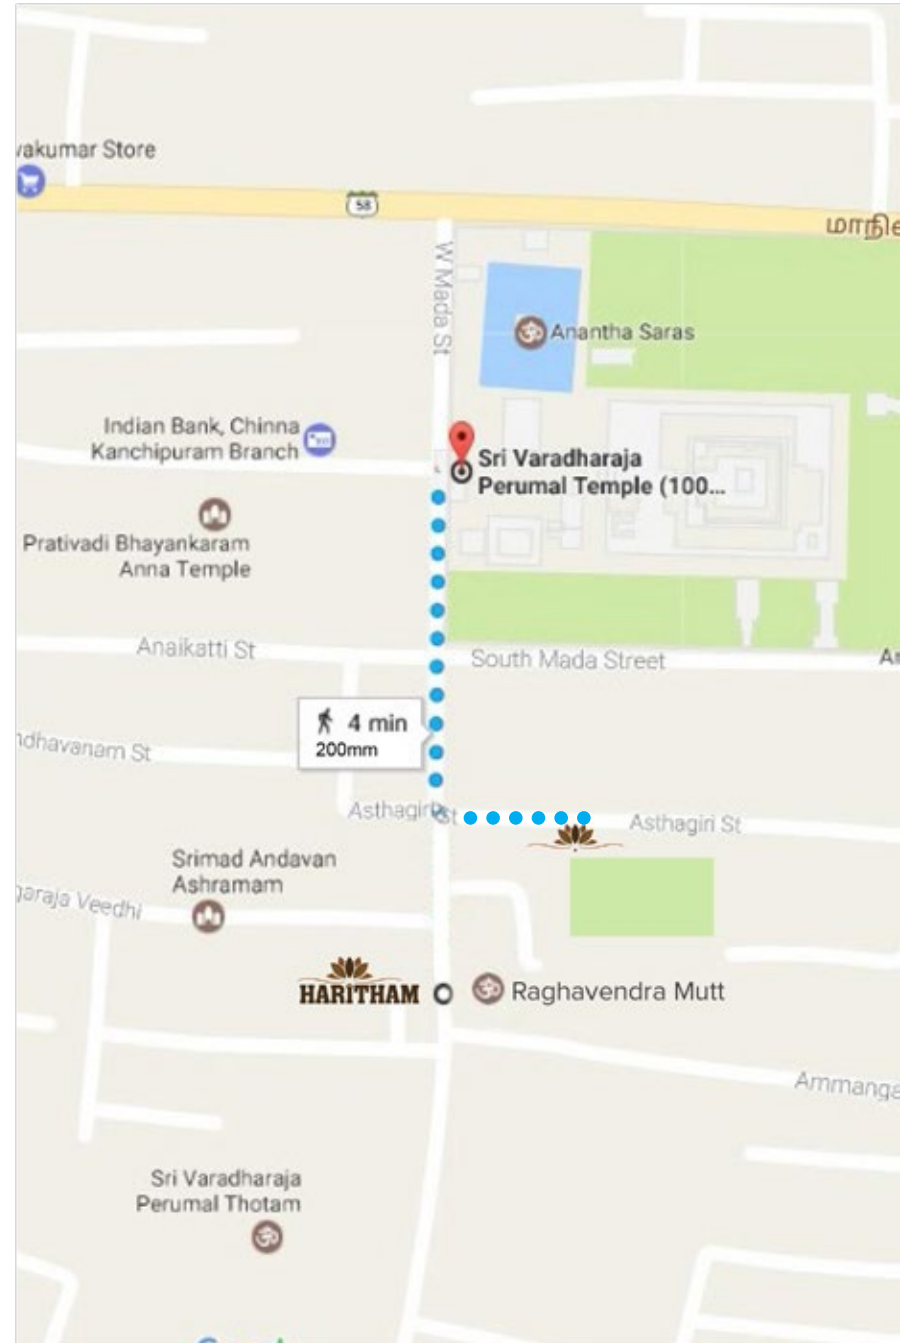 vakumar Store
58
W Mada St
Anantha Saras
Indian Bank, Chinna
Kanchipuram Branch
Sri Varadharaja
Perumal Temple (100...
Prativadi Bhayankaram
Anna Temple
Anaikatti St
South Mada Street
4 min
200mm
ndhavanam St
Asthagiri St
Asthagiri St
Srimad Andavan
Ashramam
garaja Veedhi
HARITHAM
Raghavendra Mutt
Ammanga
Sri Varadharaja
Perumal Thotam